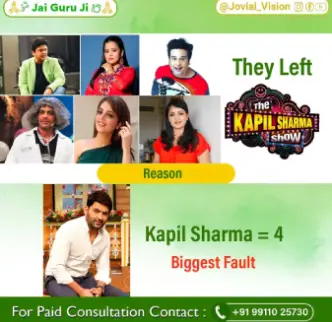 Jai Guru Ji
@Jovial_Vision
They Left
The
KAPIL SHARMA
SHOW
Reason
Kapil Sharma = 4
Biggest Fault
For Paid Consultation Contact : +91 99110 25730